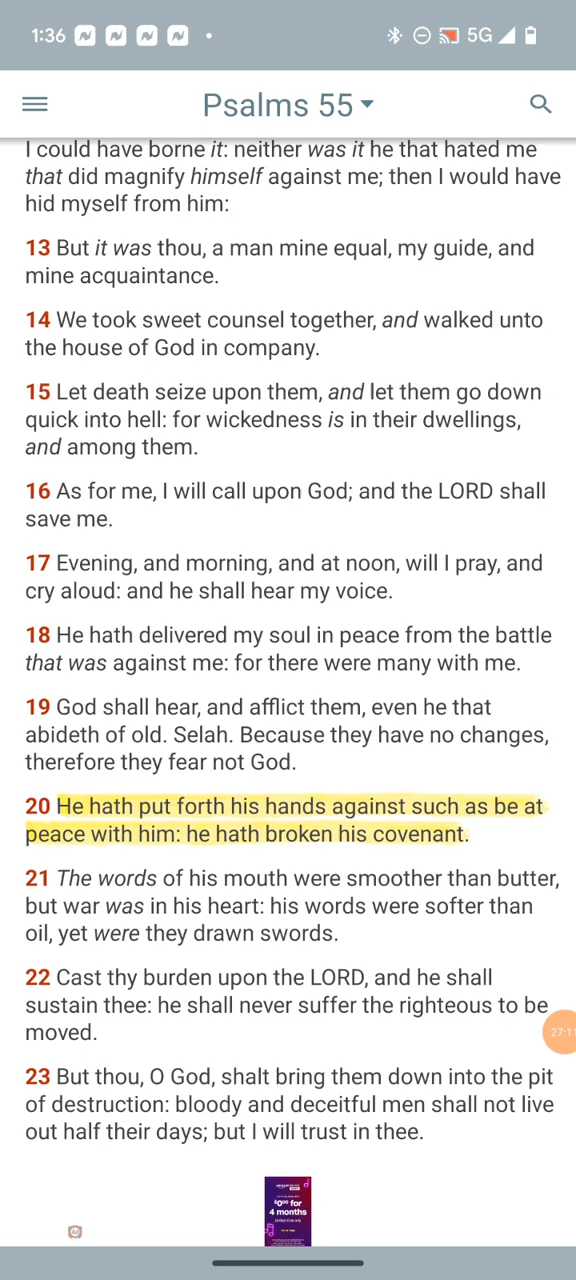 1:36
5G
Psalms 55
I could have borne it: neither was it he that hated me
that did magnify himself against me; then I would have
hid myself from him:
13 But it was thou, a man mine equal, my guide, and
mine acquaintance.
14 We took sweet counsel together, and walked unto
the house of God in company.
15 Let death seize upon them, and let them go down
quick into hell: for wickedness is in their dwellings,
and among them.
16 As for me, I will call upon God; and the LORD shall
save me.
17 Evening, and morning, and at noon, will I pray, and
cry aloud: and he shall hear my voice.
18 He hath delivered my soul in peace from the battle
that was against me: for there were many with me.
19 God shall hear, and afflict them, even he that
abideth of old. Selah. Because they have no changes,
therefore they fear not God.
20 He hath put forth his hands against such as be at
peace with him: he hath broken his covenant.
21 The words of his mouth were smoother than butter,
but war was in his heart: his words were softer than
oil, yet were they drawn swords.
22 Cast thy burden upon the LORD, and he shall
sustain thee: he shall never suffer the righteous to be
moved.
27:11
23 But thou, O God, shalt bring them down into the pit
of destruction: bloody and deceitful men shall not live
out half their days; but I will trust in thee.
$0⁰⁰ for
4 months